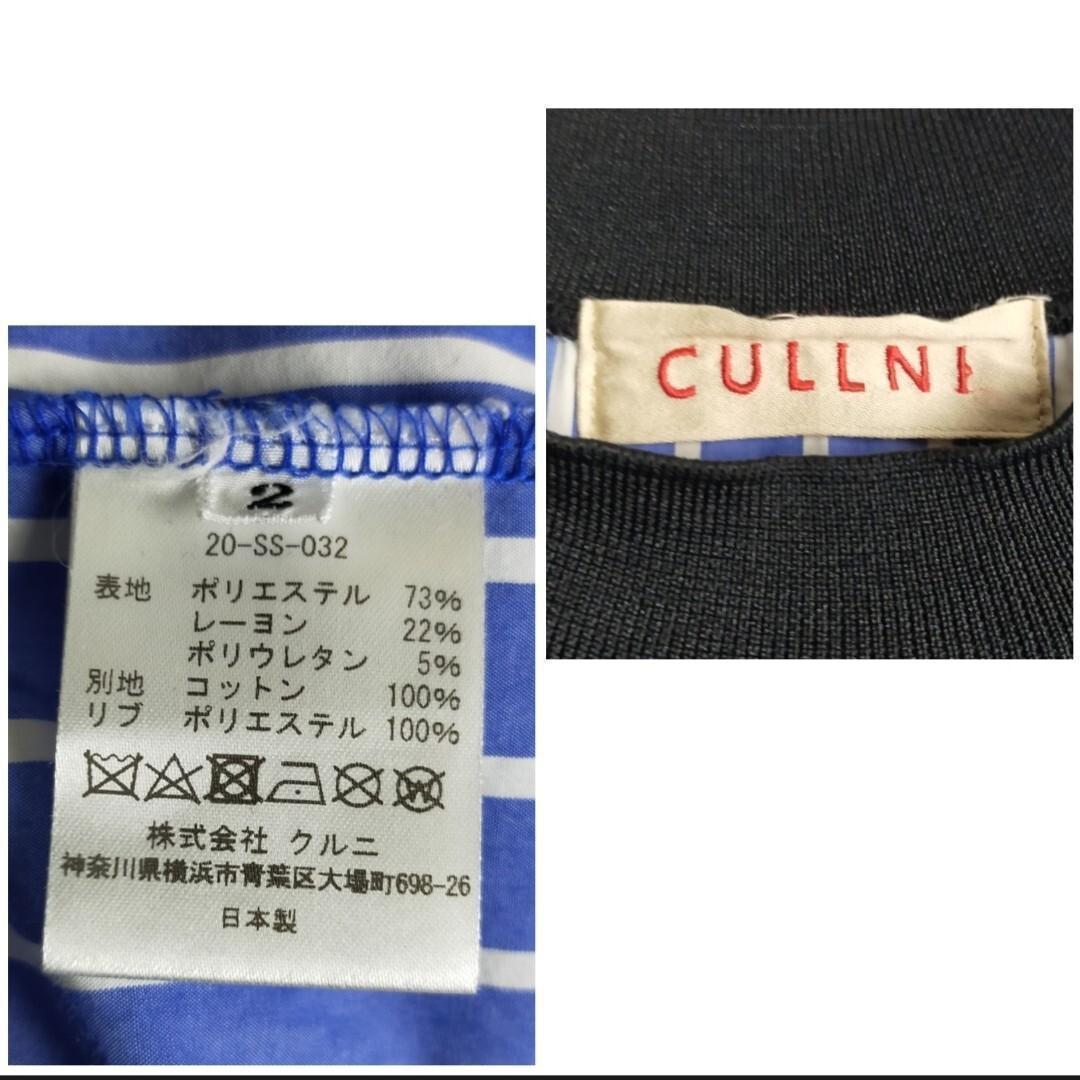 2
20-SS-032
表地 ポリエステル 73%
レーヨン 22%
ポリウレタン 5%
別地 コットン 100%
リブ ポリエステル 100%
W
株式会社 クルニ
神奈川県横浜市青葉区大場町698-26
日本製
CULLNI